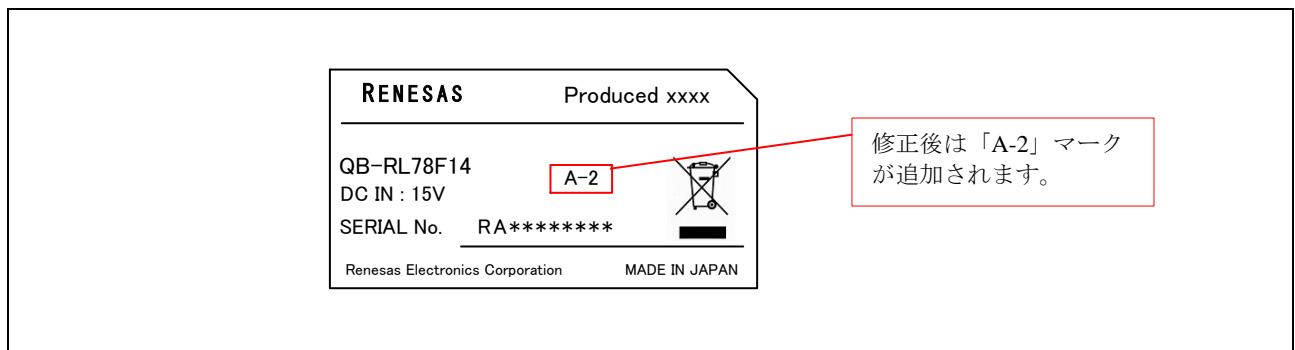 RENESAS Produced xxxx
QB-RL78F14
A-2
DC IN : 15V
SERIAL No. RA********
Renesas Electronics Corporation MADE IN JAPAN
修正後は「A-2」マーク
が追加されます。